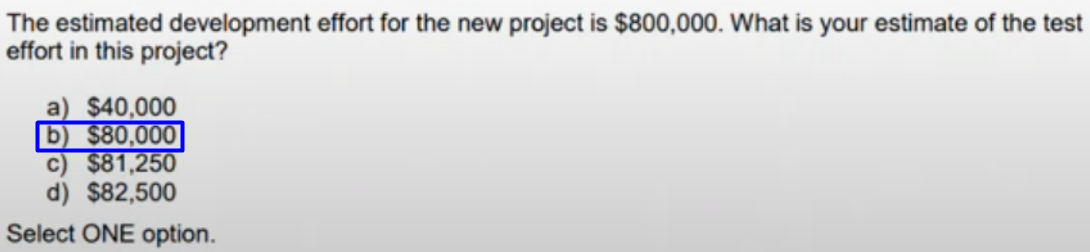 The estimated development effort for the new project is $800,000. What is your estimate of the test
effort in this project?
a) $40,000
b) $80,000
c) $81,250
d) $82,500
Select ONE option.